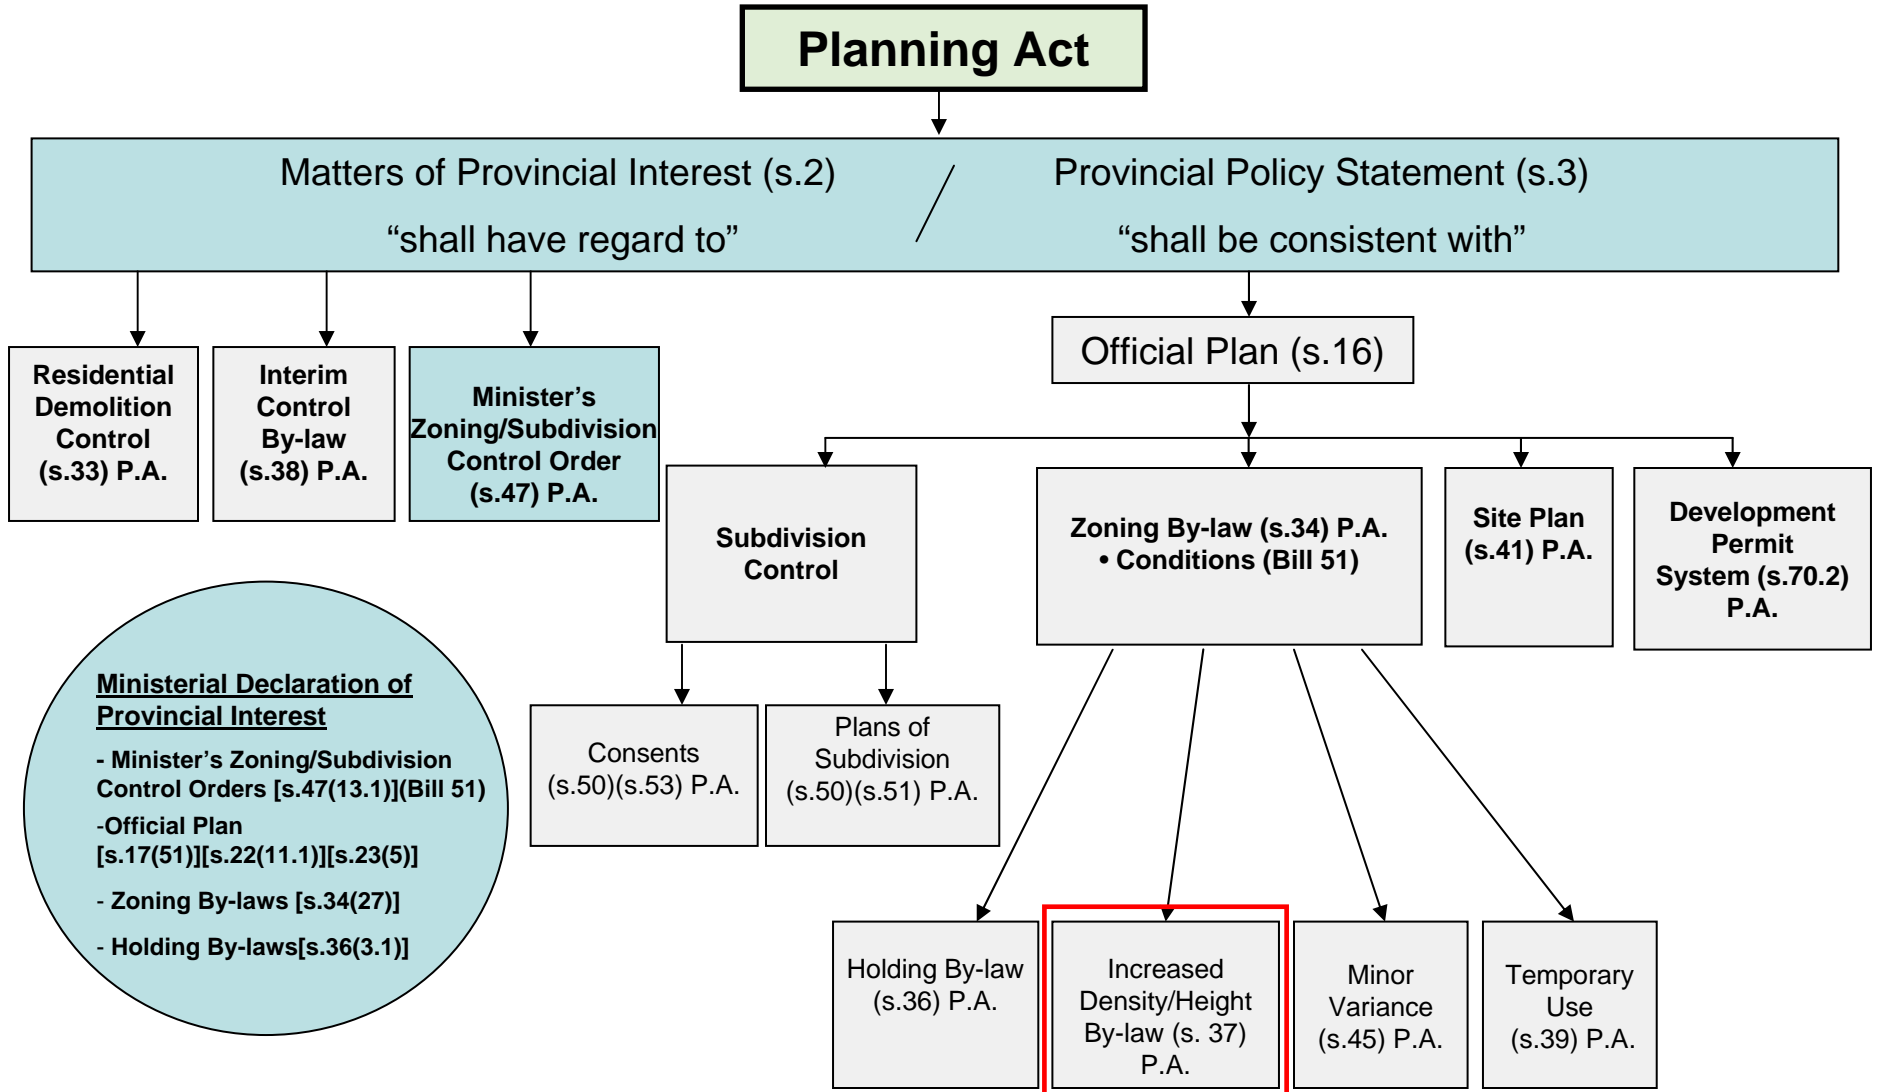 Planning Act
Matters of Provincial Interest (s.2)
“shall have regard to”
/
Provincial Policy Statement (s.3)
“shall be consistent with”
Residential
Demolition
Control
(s.33) P.A.
Interim
Control
By-law
(s.38) P.A.
Minister’s
Zoning/Subdivision
Control Order
(s.47) P.A.
Official Plan (s.16)
Subdivision
Control
Zoning By-law (s.34) P.A.
• Conditions (Bill 51)
Site Plan
(s.41) P.A.
Development
Permit
System (s.70.2)
P.A.
Ministerial Declaration of
Provincial Interest
- Minister’s Zoning/Subdivision
Control Orders [s.47(13.1)](Bill 51)
-Official Plan
[s.17(51)][s.22(11.1)][s.23(5)]
- Zoning By-laws [s.34(27)]
- Holding By-laws[s.36(3.1)]
Consents
(s.50)(s.53) P.A.
Plans of
Subdivision
(s.50)(s.51) P.A.
Holding By-law
(s.36) P.A.
Increased
Density/Height
By-law (s. 37)
P.A.
Minor
Variance
(s.45) P.A.
Temporary
Use
(s.39) P.A.